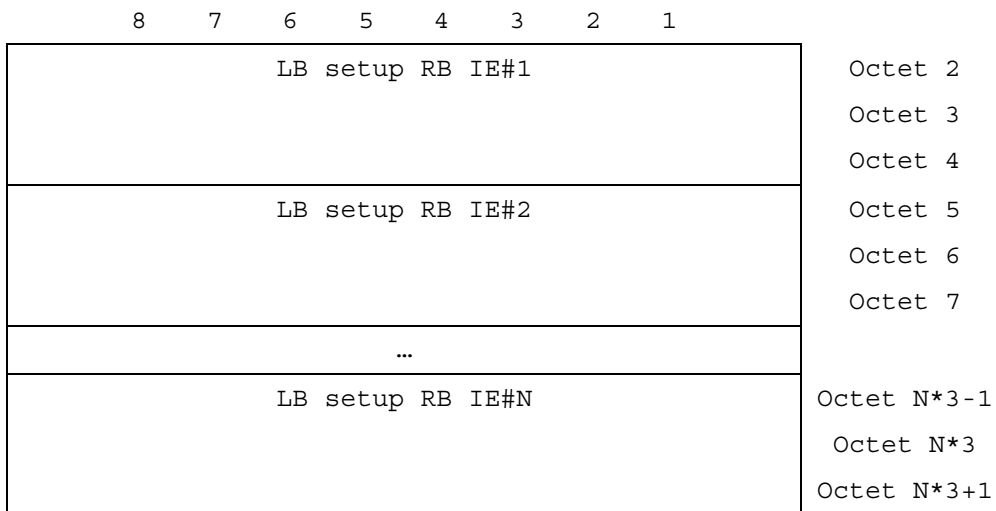 8 7 6 5 4 3 2 1
LB setup RB IE#1 Octet 2
Octet 3
Octet 4
LB setup RB IE#2 Octet 5
Octet 6
Octet 7
…
LB setup RB IE#N Octet N*3-1
Octet N*3
Octet N*3+1